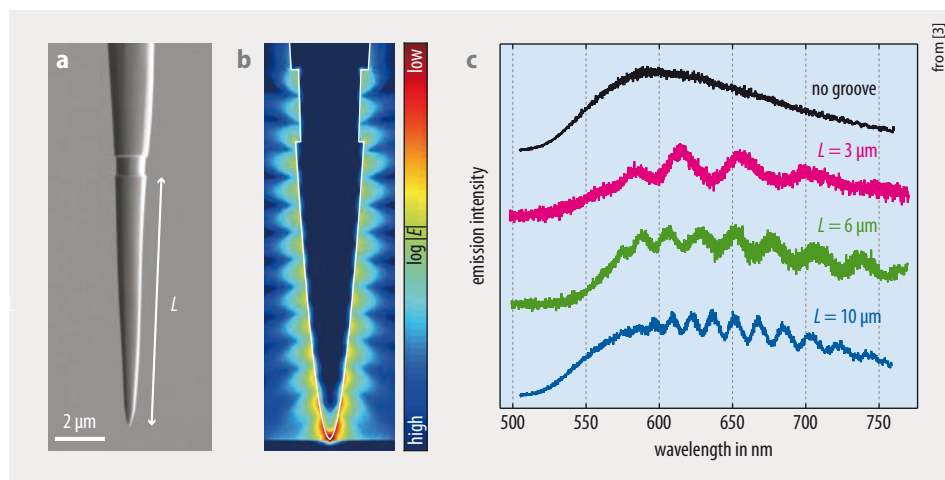 a
L
L
2 µm
b
low
log |E|
high
c
from [3]
no groove
L = 3 µm
L = 6 µm
L = 10 µm
emission intensity
500 550 600 650 700 750
wavelength in nm